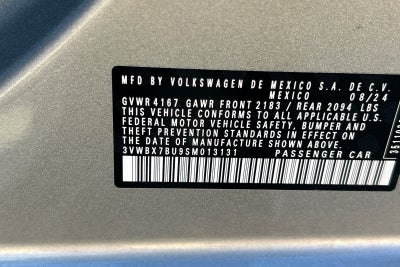 MFD BY VOLKSWAGEN DE MEXICO S.A. DE C.V.
MEXICO 08/24
GVWR 4167 GAWR FRONT 2183 / REAR 2094 LBS
THIS VEHICLE CONFORMS TO ALL APPLICABLE U.S.
FEDERAL MOTOR VEHICLE SAFETY, BUMPER AND
THEFT PREVENTION STANDARDS IN EFFECT ON
THE DATE OF MANUFACTURE SHOWN ABOVE.
3VWBX7BU9SM013131 PASSENGER CAR